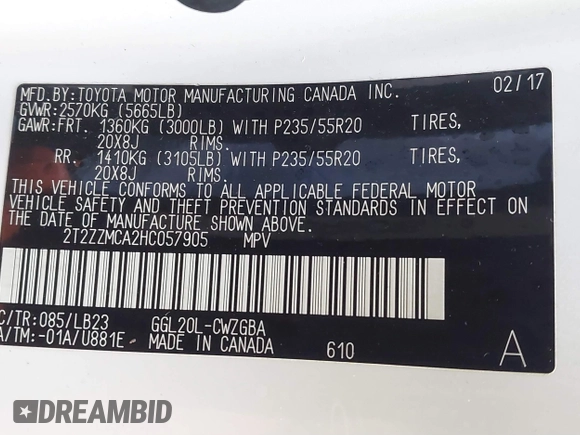 MFD.BY:TOYOTA MOTOR MANUFACTURING CANADA INC. 02/17
GVWR:2570KG (5665LB)
GAWR:FRT. 1360KG (3000LB) WITH P235/55R20 TIRES,
20X8J RIMS.
RR. 1410KG (3105LB) WITH P235/55R20 TIRES,
20X8J RIMS.
THIS VEHICLE CONFORMS TO ALL APPLICABLE FEDERAL MOTOR
VEHICLE SAFETY AND THEFT PREVENTION STANDARDS IN EFFECT ON
THE DATE OF MANUFACTURE SHOWN ABOVE.
2T2ZZMCA2HC057905 MPV
C/TR:085/LB23 GGL20L-CWZGBA
A/TM:-01A/U881E MADE IN CANADA 610 A
DREAMBID